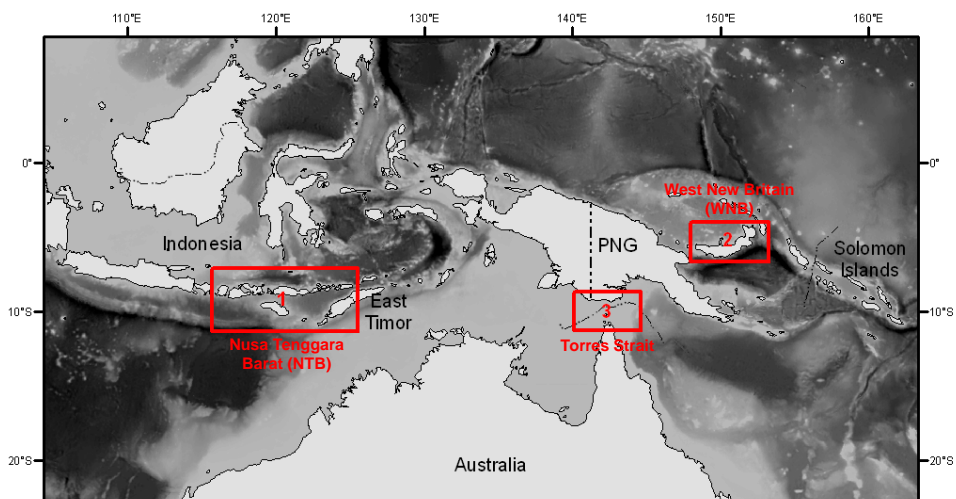 110°S 120°S 130°S 140°S 150°S 160°S
0° 0°
West New Britain
(WNB)
2
Indonesia
PNG
Solomon
Islands
1
East
Timor
10°S 10°S
3
Nusa Tenggara
Barat (NTB)
Torres Strait
20°S 20°S
Australia